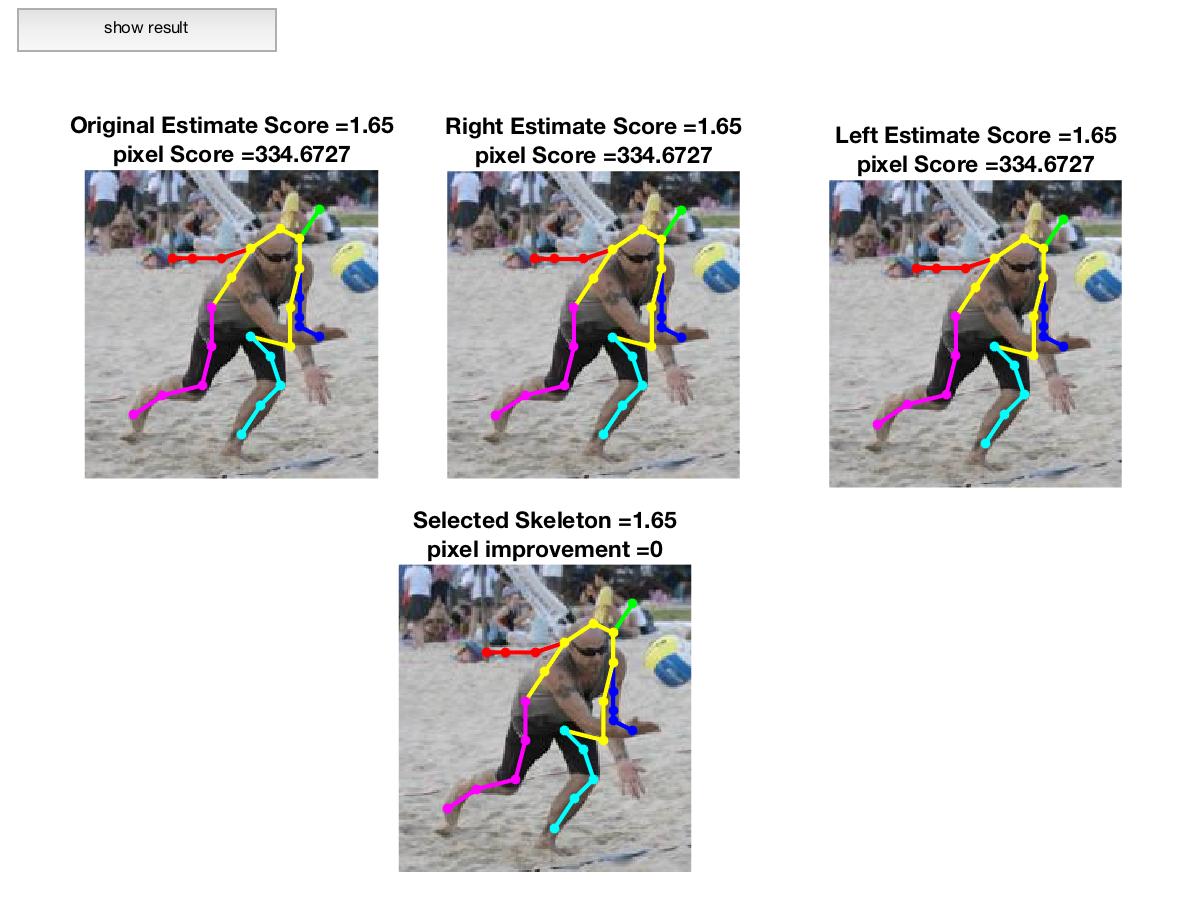 show result
Original Estimate Score =1.65
pixel Score =334.6727
Right Estimate Score =1.65
pixel Score =334.6727
Left Estimate Score =1.65
pixel Score =334.6727
Selected Skeleton =1.65
pixel improvement =0